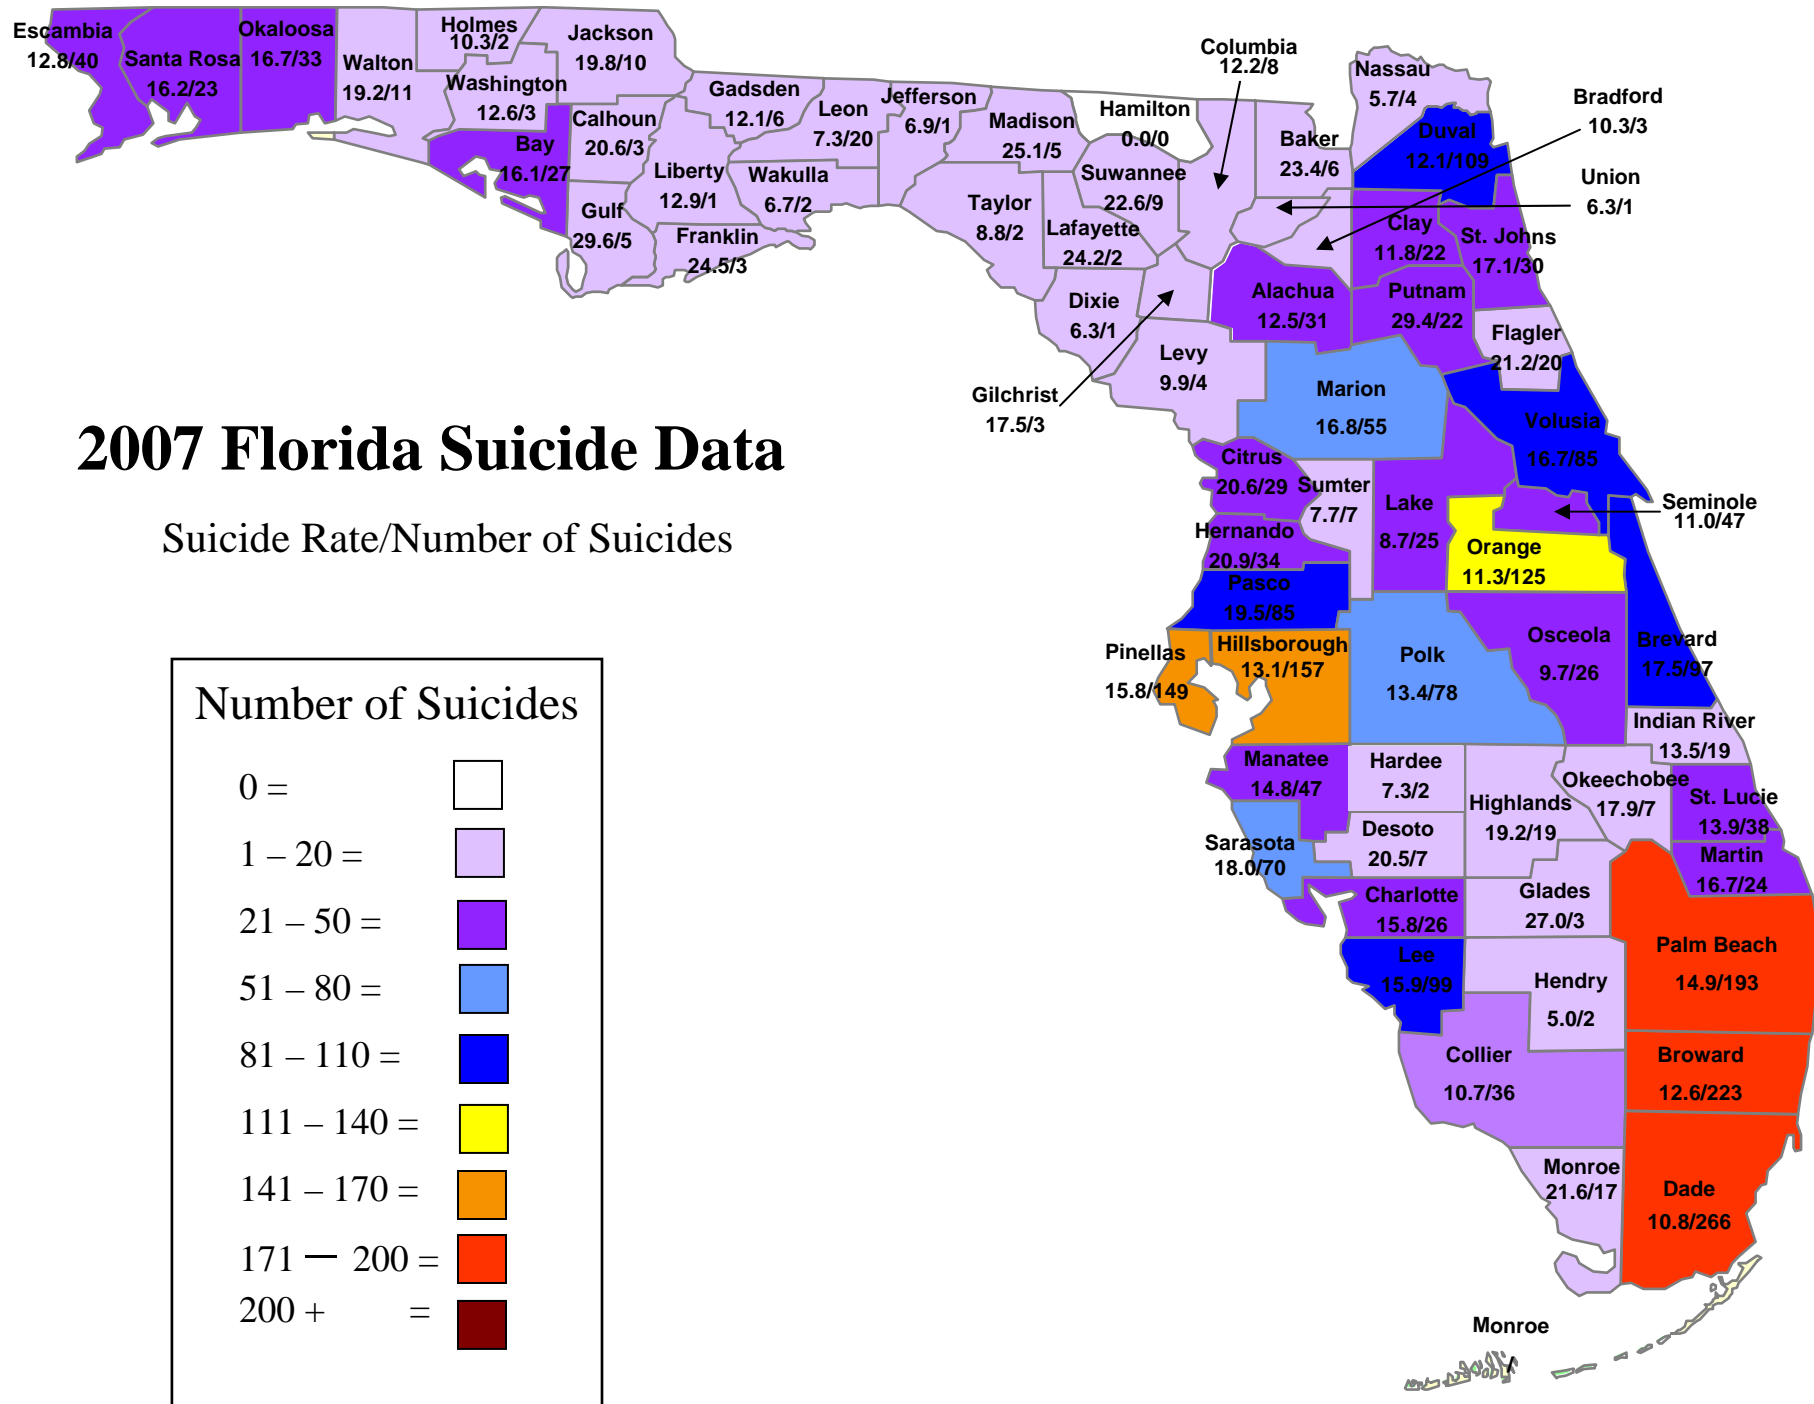 Escambia
12.8/40
Santa Rosa
16.2/23
Okaloosa
16.7/33
Walton
19.2/11
Holmes
10.3/2
Washington
12.6/3
Jackson
19.8/10
Bay
16.1/27
Calhoun
20.6/3
Gulf
29.6/5
Gadsden
12.1/6
Liberty
12.9/1
Franklin
24.5/3
Leon
7.3/20
Wakulla
6.7/2
Jefferson
6.9/1
Madison
25.1/5
Taylor
8.8/2
Hamilton
0.0/0
Suwannee
22.6/9
Lafayette
24.2/2
Dixie
6.3/1
Columbia
12.2/8
Baker
23.4/6
Nassau
5.7/4
Duval
12.1/109
Bradford
10.3/3
Union
6.3/1
Clay
11.8/22
St. Johns
17.1/30
Alachua
12.5/31
Putnam
29.4/22
Flagler
21.2/20
Gilchrist
17.5/3
Levy
9.9/4
Marion
16.8/55
Volusia
16.7/85
2007 Florida Suicide Data
Suicide Rate/Number of Suicides
Citrus
20.6/29
Sumter
7.7/7
Lake
8.7/25
Seminole
11.0/47
Hernando
20.9/34
Orange
11.3/125
Pasco
19.5/85
Pinellas
15.8/149
Hillsborough
13.1/157
Polk
13.4/78
Osceola
9.7/26
Brevard
17.5/97
Indian River
13.5/19
Manatee
14.8/47
Hardee
7.3/2
Highlands
19.2/19
Okeechobee
17.9/7
St. Lucie
13.9/38
Sarasota
18.0/70
Desoto
20.5/7
Martin
16.7/24
Charlotte
15.8/26
Glades
27.0/3
Lee
15.9/99
Hendry
5.0/2
Palm Beach
14.9/193
Collier
10.7/36
Broward
12.6/223
Monroe
21.6/17
Dade
10.8/266
Monroe
Number of Suicides
0 =
1 – 20 =
21 – 50 =
51 – 80 =
81 – 110 =
111 – 140 =
141 – 170 =
171 — 200 =
200 + =